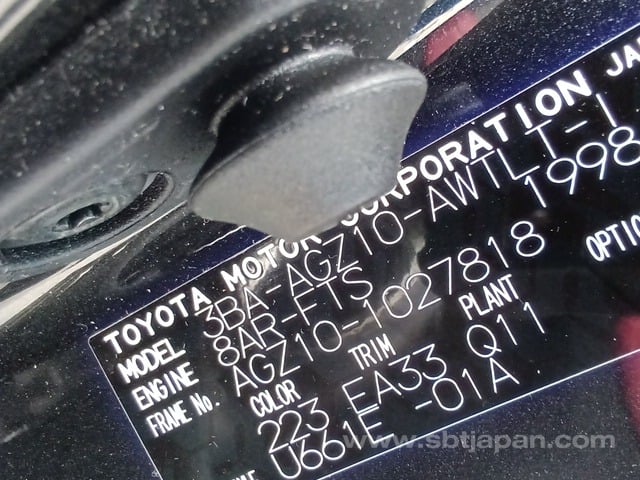 TOYOTA MOTOR CORPORATION JA
MODEL 3BA-AGZ10-AWTLT-1
ENGINE 8AR-FTS 1998
FRAME No. AGZ10-1027818
COLOR TRIM PLANT OPTIO
223 EA33 Q11
U661E -01A
www.sbtjapan.com